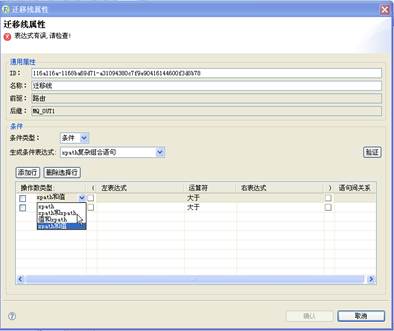 迁移线属性
迁移线属性
表达式有误,请检查!
通用属性
ID:
名称: 迁移线
前驱: 路由
后继: MQ_OUT1
条件
条件类型: 条件
生成条件表达式: xpath复杂组合语句 验证
添加行 删除选择行
操作数类型: ( 左表达式 运算符 右表达式 ) 语句间关系
xpath和值 大于
xpath 大于
xpath和xpath
值和xpath
xpath和值
确认 取消